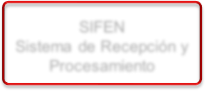 SIFEN
Sistema de Recepción y
Procesamiento